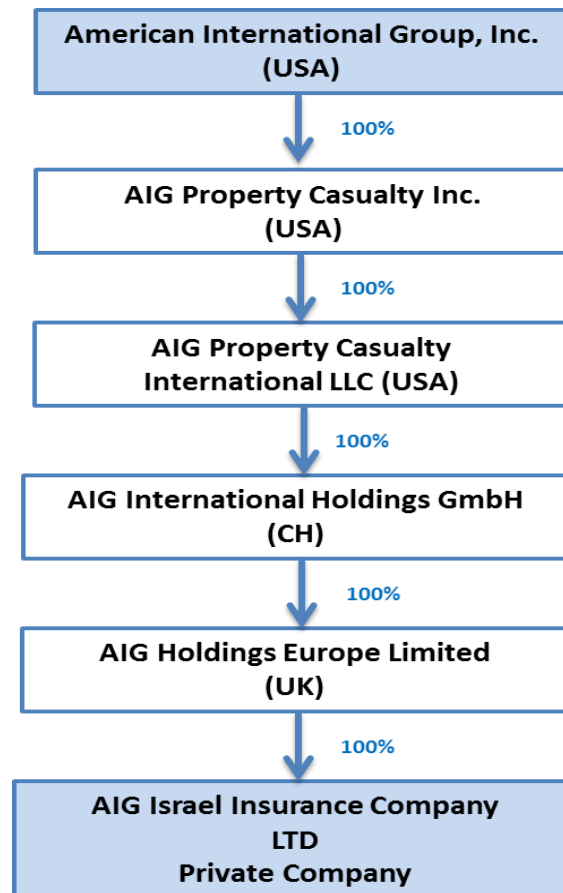 American International Group, Inc.
(USA)
100%
AIG Property Casualty Inc.
(USA)
100%
AIG Property Casualty
International LLC (USA)
100%
AIG International Holdings GmbH
(CH)
100%
AIG Holdings Europe Limited
(UK)
100%
AIG Israel Insurance Company
LTD
Private Company